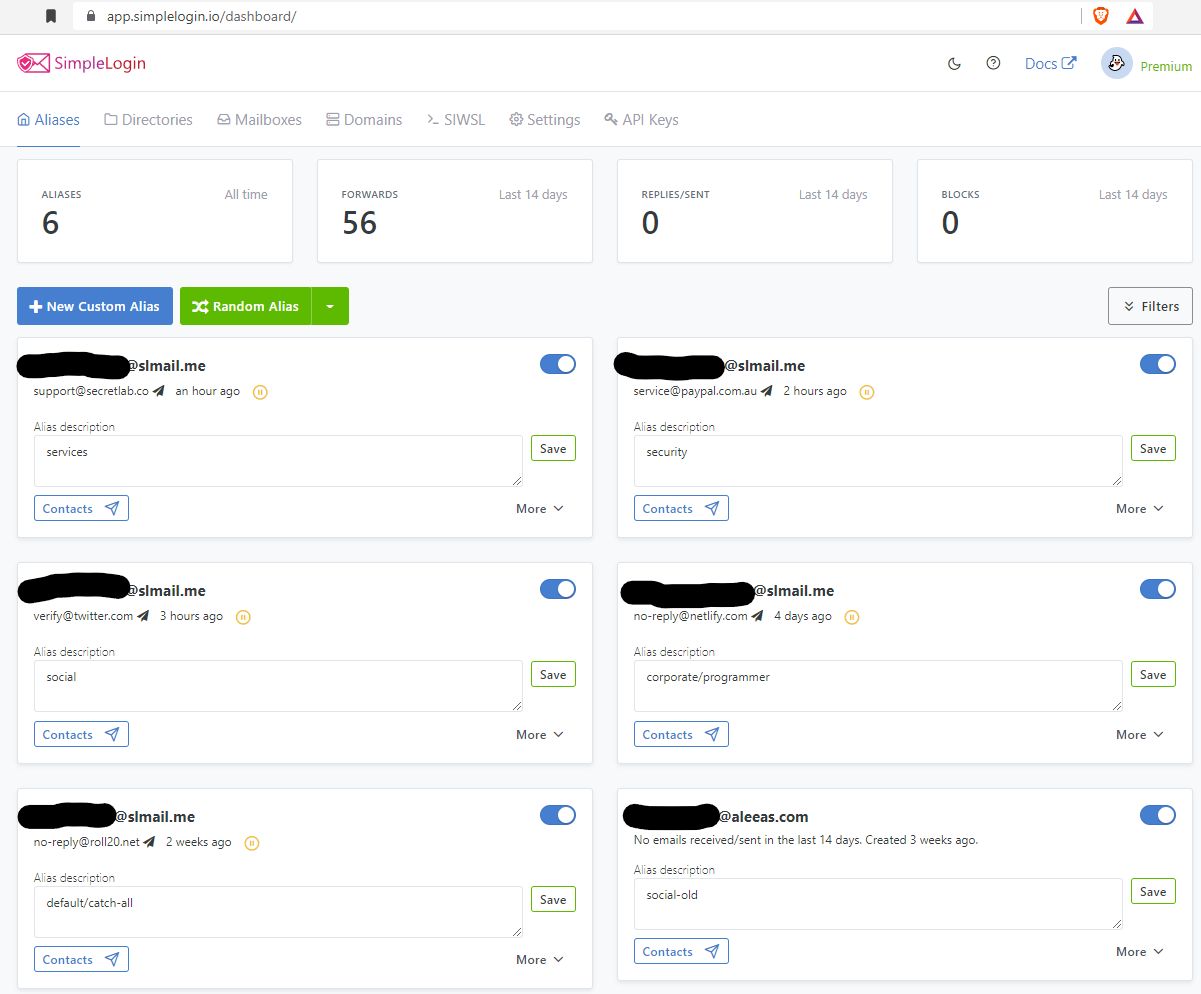 app.simplelogin.io/dashboard/
SimpleLogin
Docs
Premium
Aliases Directories Mailboxes Domains SIWSL Settings API Keys
ALIASES All time
6
FORWARDS Last 14 days
56
REPLIES/SENT Last 14 days
0
BLOCKS Last 14 days
0
New Custom Alias
Random Alias
Filters
@slmail.me
support@secretlab.co an hour ago
Alias description
services
Save
Contacts
More
@slmail.me
service@paypal.com.au 2 hours ago
Alias description
security
Save
Contacts
More
@slmail.me
verify@twitter.com 3 hours ago
Alias description
social
Save
Contacts
More
@slmail.me
no-reply@netlify.com 4 days ago
Alias description
corporate/programmer
Save
Contacts
More
@slmail.me
no-reply@roll20.net 2 weeks ago
Alias description
default/catch-all
Save
Contacts
More
@aleeas.com
No emails received/sent in the last 14 days. Created 3 weeks ago.
Alias description
social-old
Save
Contacts
More